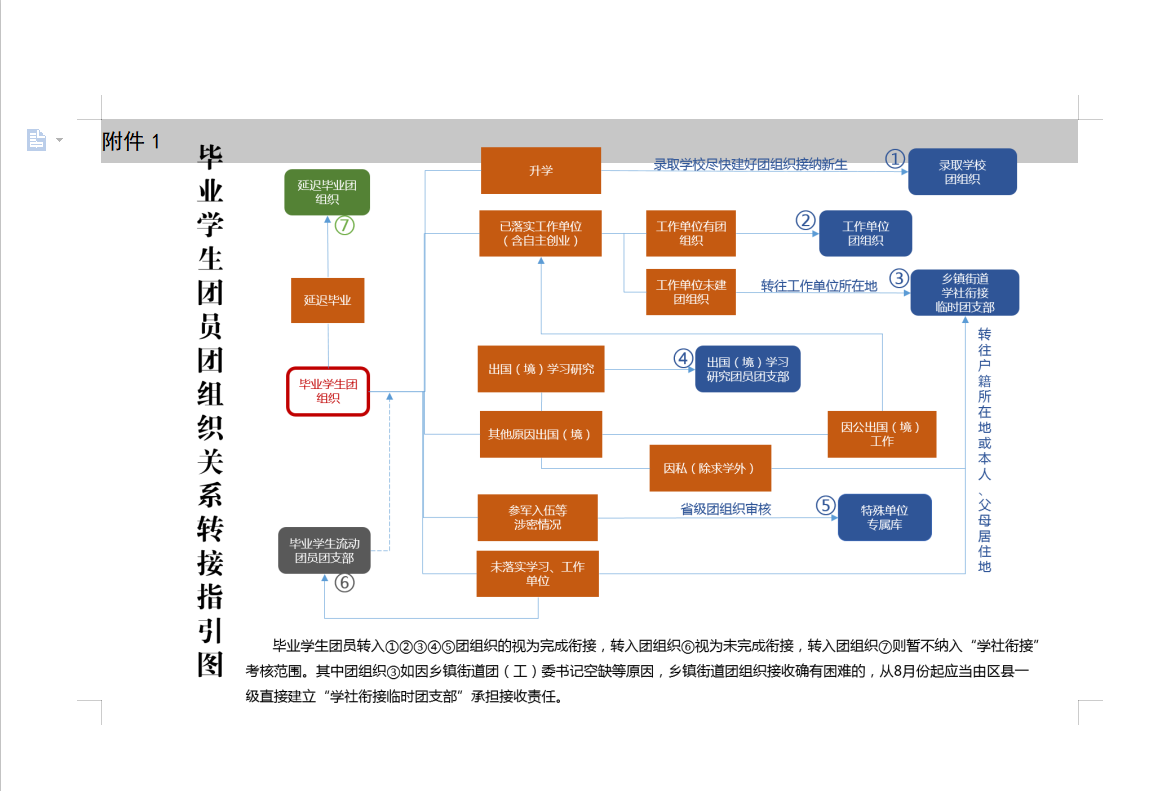 附件 1
毕业学生团员团组织关系转接指引图
延迟毕业团
组织
⑦
延迟毕业
毕业学生团
组织
毕业学生流动
团员团支部
⑥
升学
录取学校尽快建好团组织接纳新生
①
录取学校
团组织
已落实工作单位
（含自主创业）
工作单位有团
组织
②
工作单位
团组织
工作单位未建
团组织
转往工作单位所在地
③
乡镇街道
学社衔接
临时团支部
出国（境）学习研究
④
出国（境）学习
研究团员团支部
其他原因出国（境）
因公出国（境）
工作
因私（除求学外）
转往户籍所在地或本人、父母居住地
参军入伍等
涉密情况
省级团组织审核
⑤
特殊单位
专属库
未落实学习、工作
单位
毕业学生团员转入①②③④⑤团组织的视为完成衔接，转入团组织⑥视为未完成衔接，转入团组织⑦则暂不纳入“学社衔接”
考核范围。其中团组织③如因乡镇街道团（工）委书记空缺等原因，乡镇街道团组织接收确有困难的，从8月份起应当由区县一
级直接建立“学社衔接临时团支部”承担接收责任。